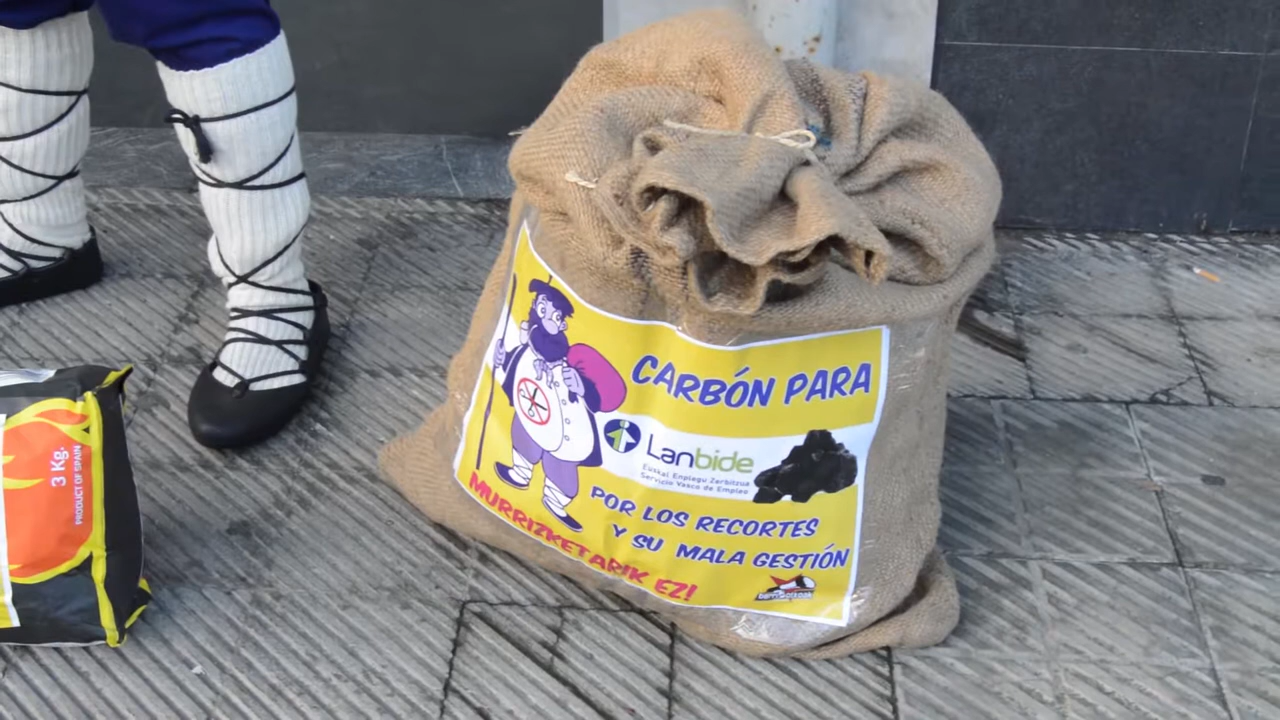 CARBÓN PARA
Lanbide
Euskal Enplegu Zerbitzua
Servicio Vasco de Empleo
POR LOS RECORTES
Y SU MALA GESTIÓN
MURRIZKETARIK EZ!
3 Kg.
PRODUCT OF SPAIN